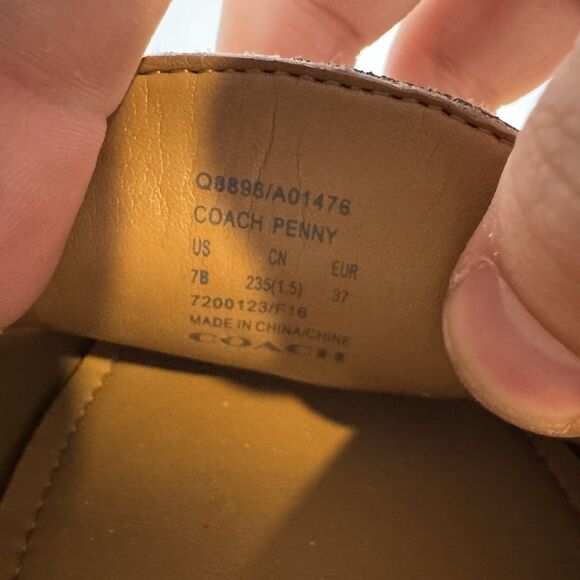 Q8898/A01476
COACH PENNY
US CN EUR
7B 235(1.5) 37
7200123/F16
MADE IN CHINA/CHINE
COACH